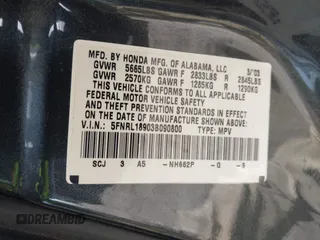 MFD. BY HONDA MFG. OF ALABAMA, LLC 5/03
GVWR 5665LBS GAWR F 2833LBS R 2845LBS
GVWR 2570KG GAWR F 1285KG R 1290KG
THIS VEHICLE CONFORMS TO ALL APPLICABLE
FEDERAL MOTOR VEHICLE SAFETY, BUMPER,
AND THEFT PREVENTION STANDARDS IN EFFECT
ON THE DATE OF MANUFACTURE SHOWN ABOVE.
V.I.N.: 5FNRL18903B090800 TYPE: MPV
SCJ 3 A5 -NH662P
DREAMBID